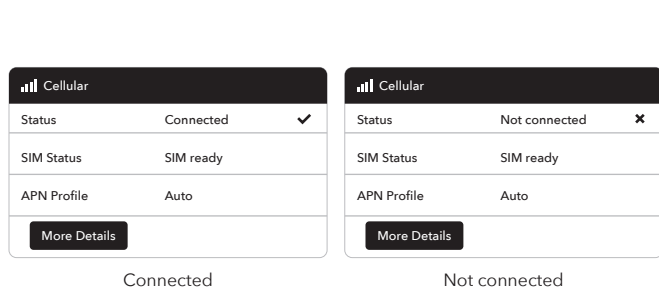 Cellular
Status Connected
SIM Status SIM ready
APN Profile Auto
More Details
Connected
Cellular
Status Not connected
SIM Status SIM ready
APN Profile Auto
More Details
Not connected